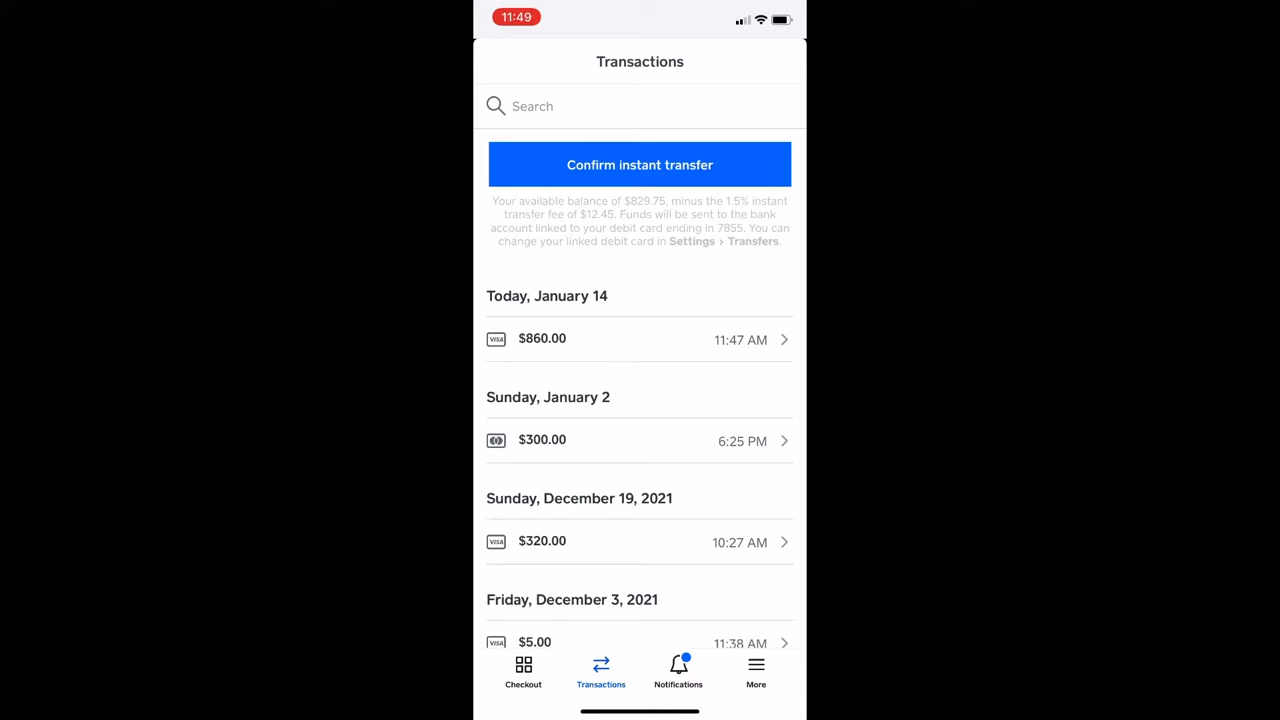 11:49
Transactions
Search
Confirm instant transfer
Your available balance of $829.75, minus the 1.5% instant
transfer fee of $12.45. Funds will be sent to the bank
account linked to your debit card ending in 7855. You can
change your linked debit card in Settings › Transfers.
Today, January 14
VISA $860.00 11:47 AM
Sunday, January 2
$300.00 6:25 PM
Sunday, December 19, 2021
VISA $320.00 10:27 AM
Friday, December 3, 2021
VISA $5.00 11:38 AM
Checkout Transactions Notifications More